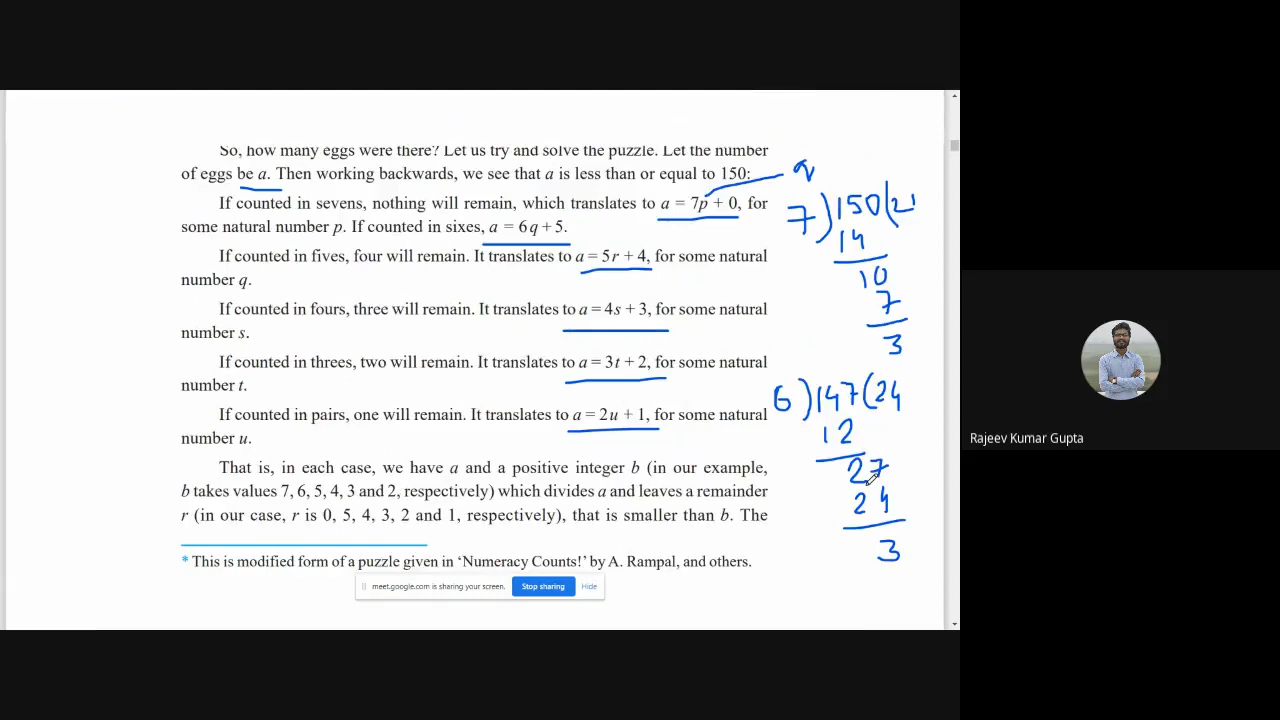 So, how many eggs were there? Let us try and solve the puzzle. Let the number
of eggs be a. Then working backwards, we see that a is less than or equal to 150:
If counted in sevens, nothing will remain, which translates to a = 7p + 0, for
some natural number p. If counted in sixes, a = 6q + 5.
If counted in fives, four will remain. It translates to a = 5r + 4, for some natural
number q.
If counted in fours, three will remain. It translates to a = 4s + 3, for some natural
number s.
If counted in threes, two will remain. It translates to a = 3t + 2, for some natural
number t.
If counted in pairs, one will remain. It translates to a = 2u + 1, for some natural
number u.
That is, in each case, we have a and a positive integer b (in our example,
b takes values 7, 6, 5, 4, 3 and 2, respectively) which divides a and leaves a remainder
r (in our case, r is 0, 5, 4, 3, 2 and 1, respectively), that is smaller than b. The
* This is modified form of a puzzle given in ‘Numeracy Counts!’ by A. Rampal, and others.
meet.google.com is sharing your screen. Stop sharing Hide
q
7)150(21
14
10
7
3
6)147(24
12
27
24
3
Rajeev Kumar Gupta